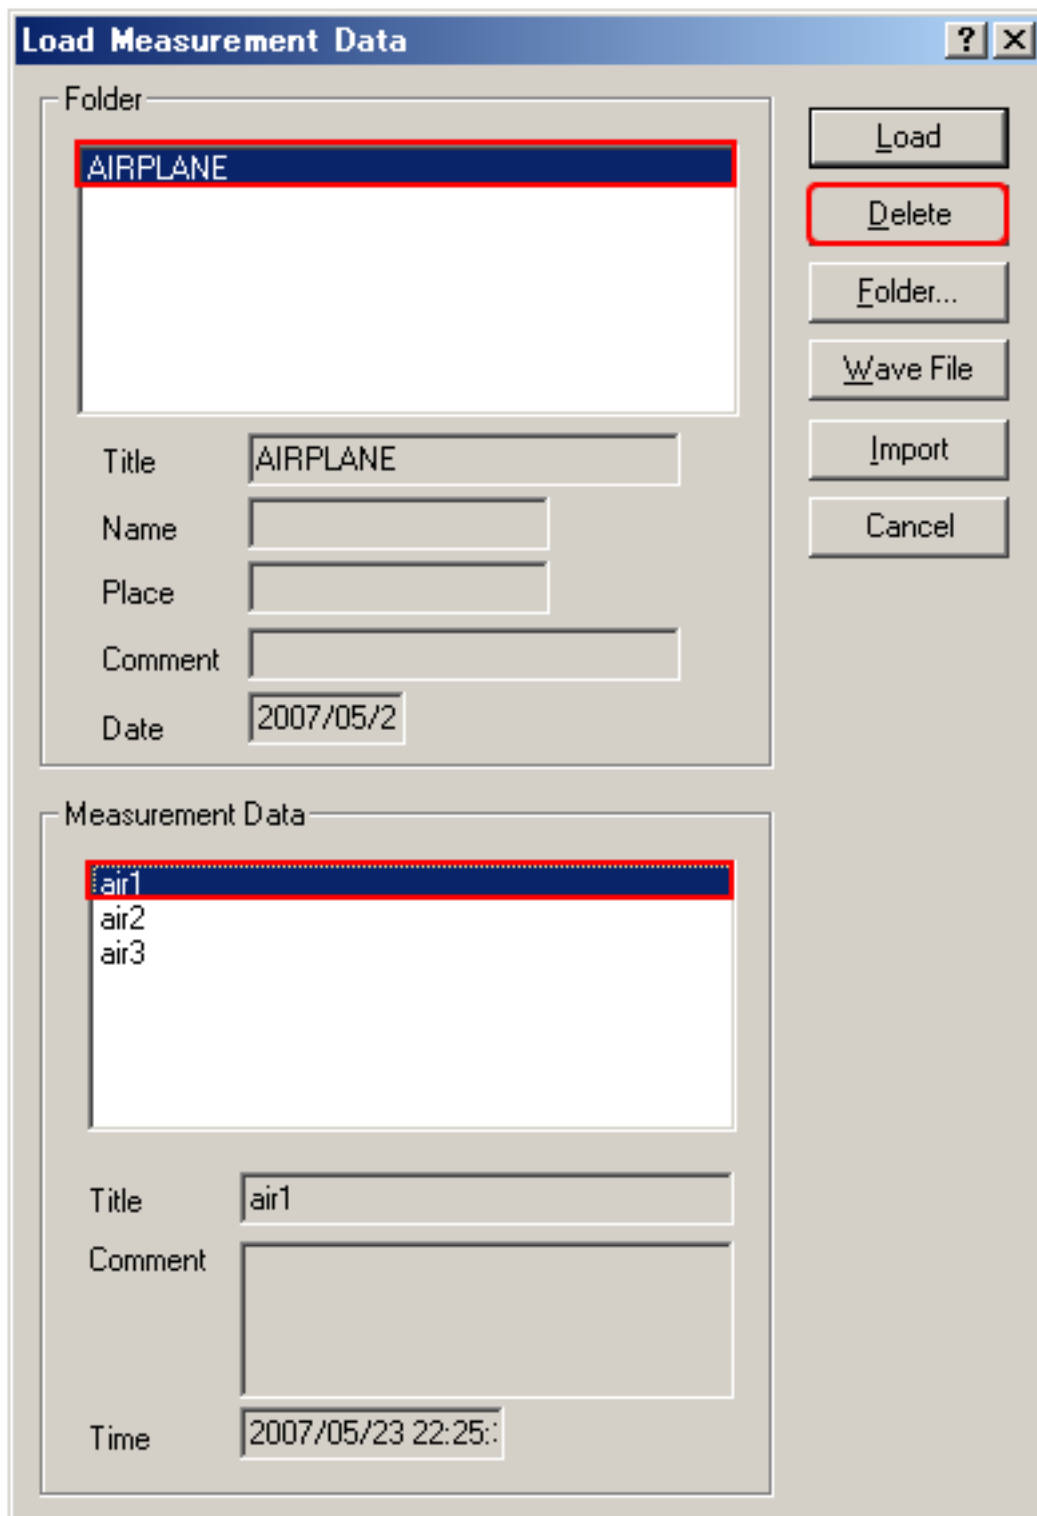 Load Measurement Data
Folder
AIRPLANE
Title AIRPLANE
Name
Place
Comment
Date 2007/05/2
Load
Delete
Folder...
Wave File
Import
Cancel
Measurement Data
air1
air2
air3
Title air1
Comment
Time 2007/05/23 22:25: